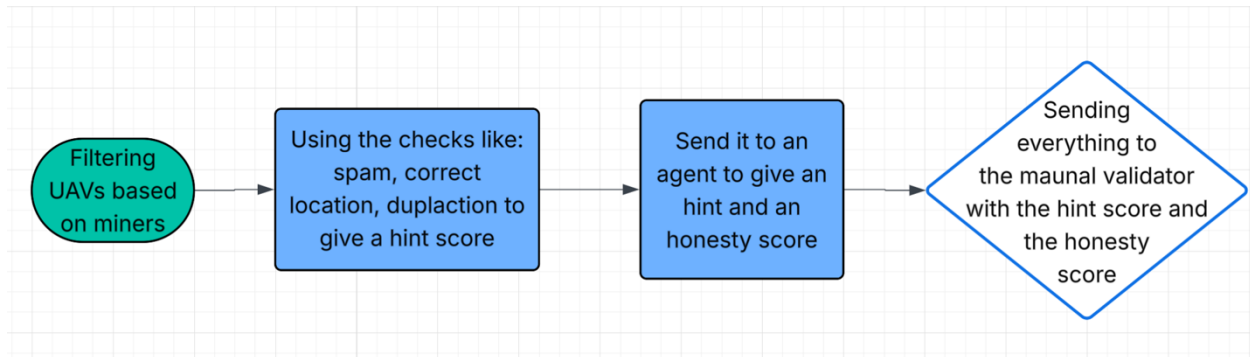 Filtering
UAVs based
on miners
Using the checks like:
spam, correct
location, duplaction to
give a hint score
Send it to an
agent to give an
hint and an
honesty score
Sending
everything to
the maunal validator
with the hint score and
the honesty
score